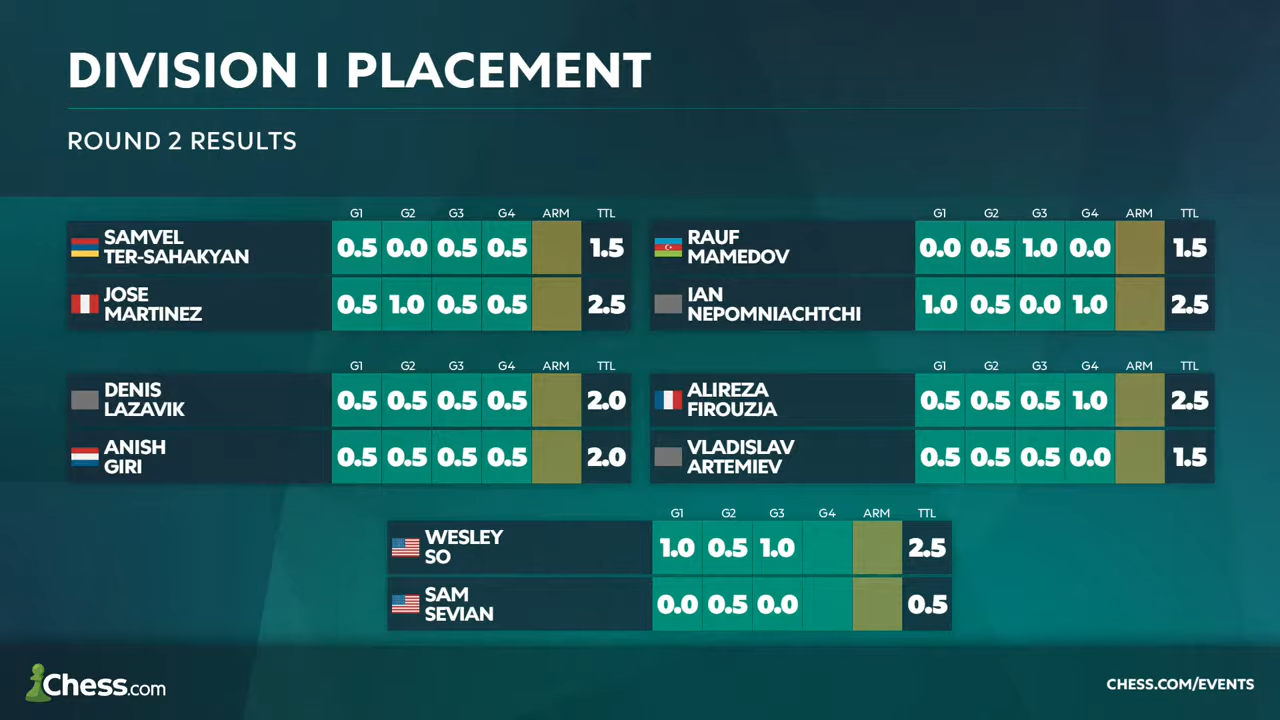 DIVISION I PLACEMENT
ROUND 2 RESULTS
G1 G2 G3 G4 ARM TTL
SAMVEL
TER-SAHAKYAN
0.5 0.0 0.5 0.5 1.5
JOSE
MARTINEZ
0.5 1.0 0.5 0.5 2.5
G1 G2 G3 G4 ARM TTL
RAUF
MAMEDOV
0.0 0.5 1.0 0.0 1.5
IAN
NEPOMNIACHTCHI
1.0 0.5 0.0 1.0 2.5
G1 G2 G3 G4 ARM TTL
DENIS
LAZAVIK
0.5 0.5 0.5 0.5 2.0
ANISH
GIRI
0.5 0.5 0.5 0.5 2.0
G1 G2 G3 G4 ARM TTL
ALIREZA
FIROUZJA
0.5 0.5 0.5 1.0 2.5
VLADISLAV
ARTEMIEV
0.5 0.5 0.5 0.0 1.5
G1 G2 G3 G4 ARM TTL
WESLEY
SO
1.0 0.5 1.0 2.5
SAM
SEVIAN
0.0 0.5 0.0 0.5
Chess.com
CHESS.COM/EVENTS